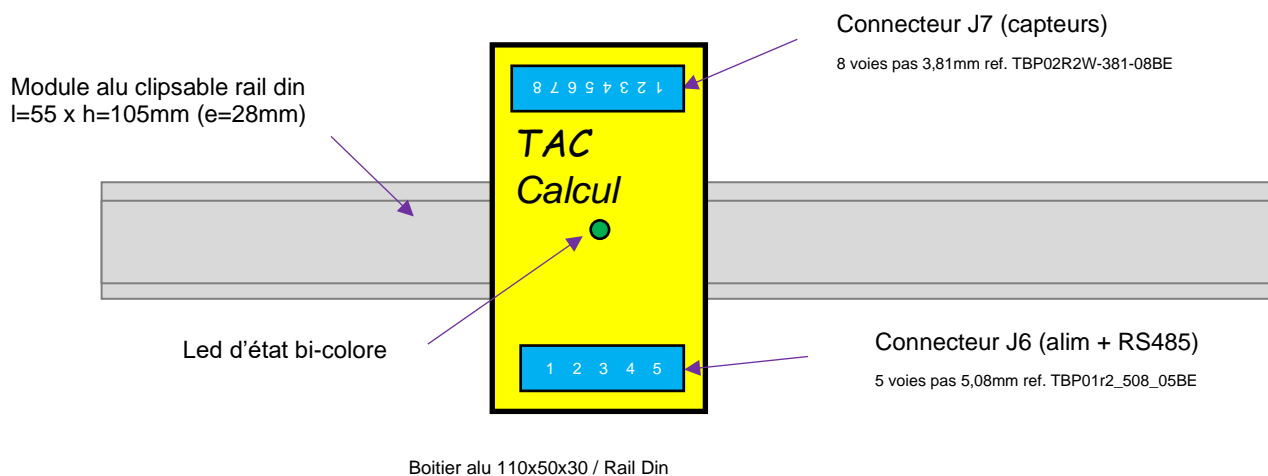 Connecteur J7 (capteurs)
8 voies pas 3,81mm ref. TBP02R2W-381-08BE
Module alu clipsable rail din
l=55 x h=105mm (e=28mm)
1 2 3 4 5 6 7 8
TAC
Calcul
Led d’état bi-colore
Connecteur J6 (alim + RS485)
5 voies pas 5,08mm ref. TBP01r2_508_05BE
1 2 3 4 5
Boitier alu 110x50x30 / Rail Din